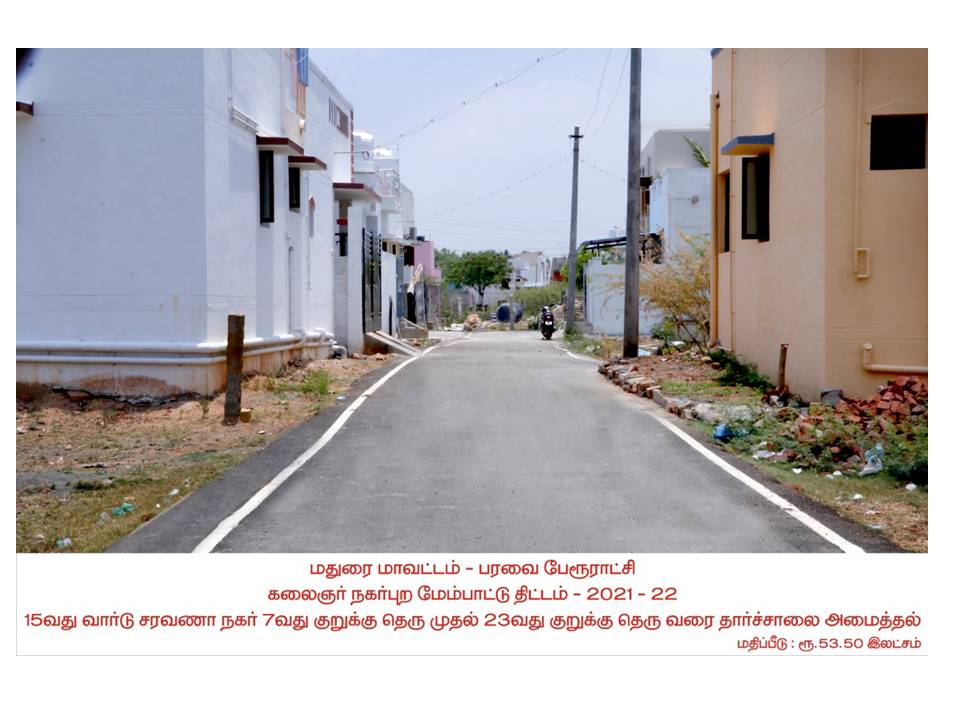 மதுரை மாவட்டம் - பரவை பேரூராட்சி
கலைஞர் நகர்புற மேம்பாட்டு திட்டம் - 2021 - 22
15வது வார்டு சரவணா நகர் 7வது குறுக்கு தெரு முதல் 23வது குறுக்கு தெரு வரை தார்ச்சாலை அமைத்தல்
மதிப்பீடு : ரூ.53.50 இலட்சம்